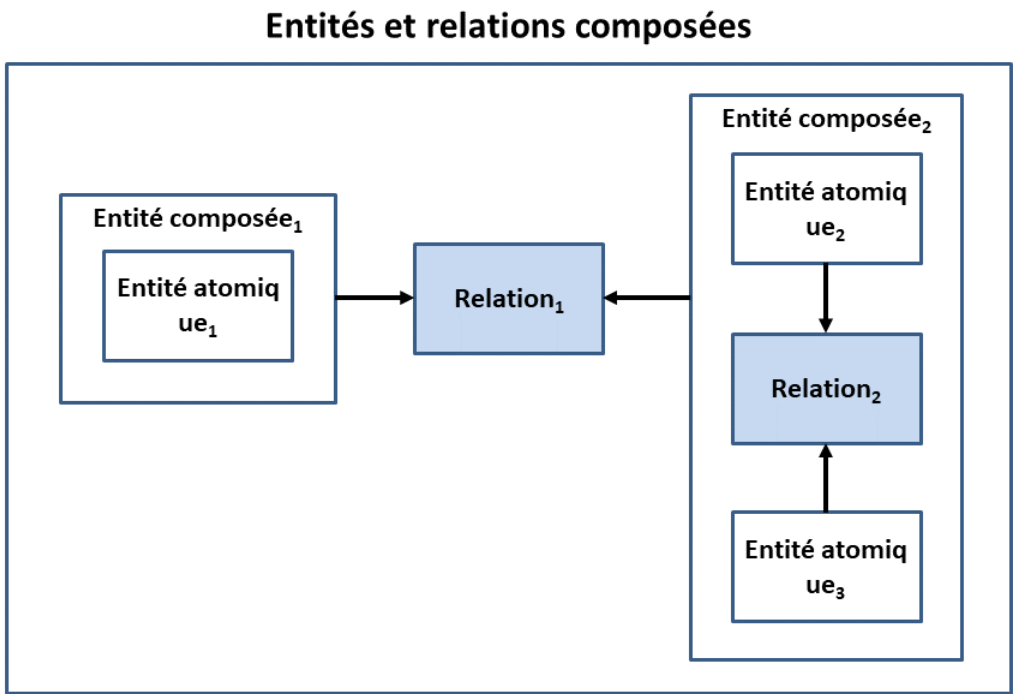 Entités et relations composées
Entité composée₁
Entité atomiq
ue₁
Relation₁
Entité composée₂
Entité atomiq
ue₂
Relation₂
Entité atomiq
ue₃